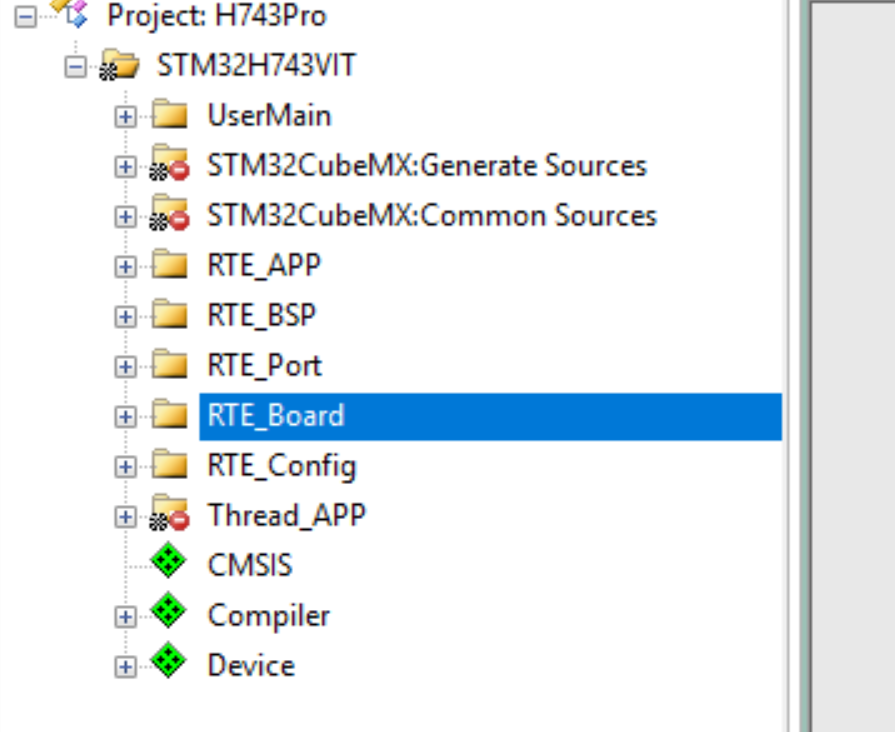 Project: H743Pro
STM32H743VIT
UserMain
STM32CubeMX:Generate Sources
STM32CubeMX:Common Sources
RTE_APP
RTE_BSP
RTE_Port
RTE_Board
RTE_Config
Thread_APP
CMSIS
Compiler
Device